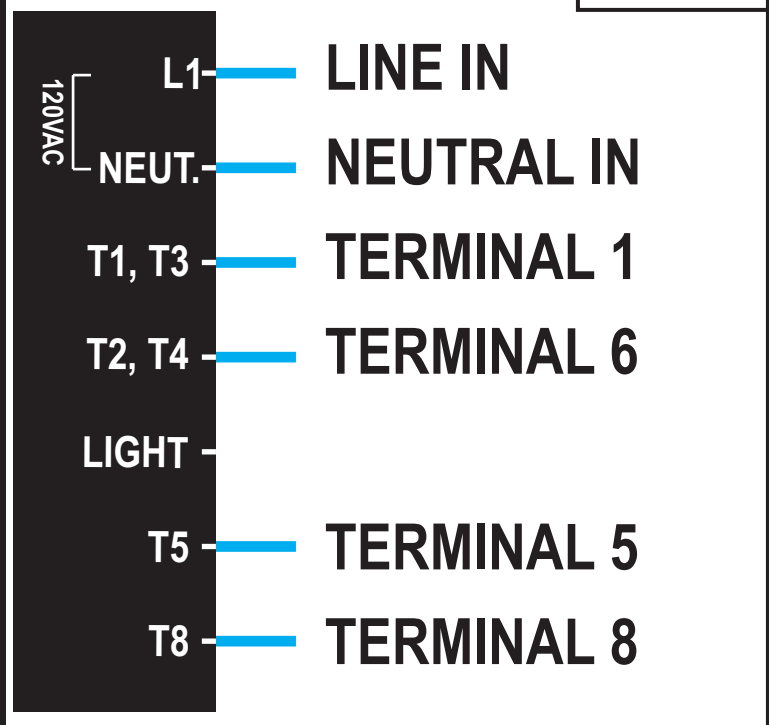 120VAC
L1 LINE IN
NEUT. NEUTRAL IN
T1, T3 TERMINAL 1
T2, T4 TERMINAL 6
LIGHT
T5 TERMINAL 5
T8 TERMINAL 8